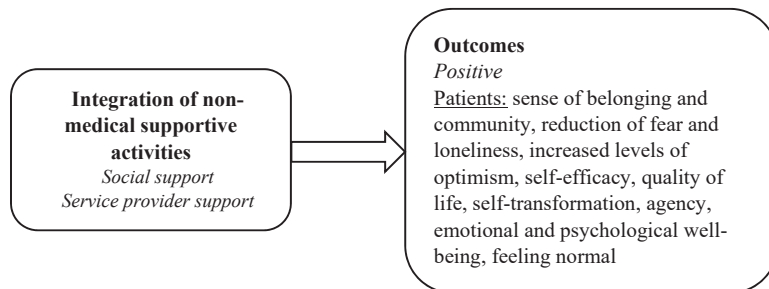 Integration of non-
medical supportive
activities
Social support
Service provider support
Outcomes
Positive
Patients: sense of belonging and
community, reduction of fear and
loneliness, increased levels of
optimism, self-efficacy, quality of
life, self-transformation, agency,
emotional and psychological well-
being, feeling normal